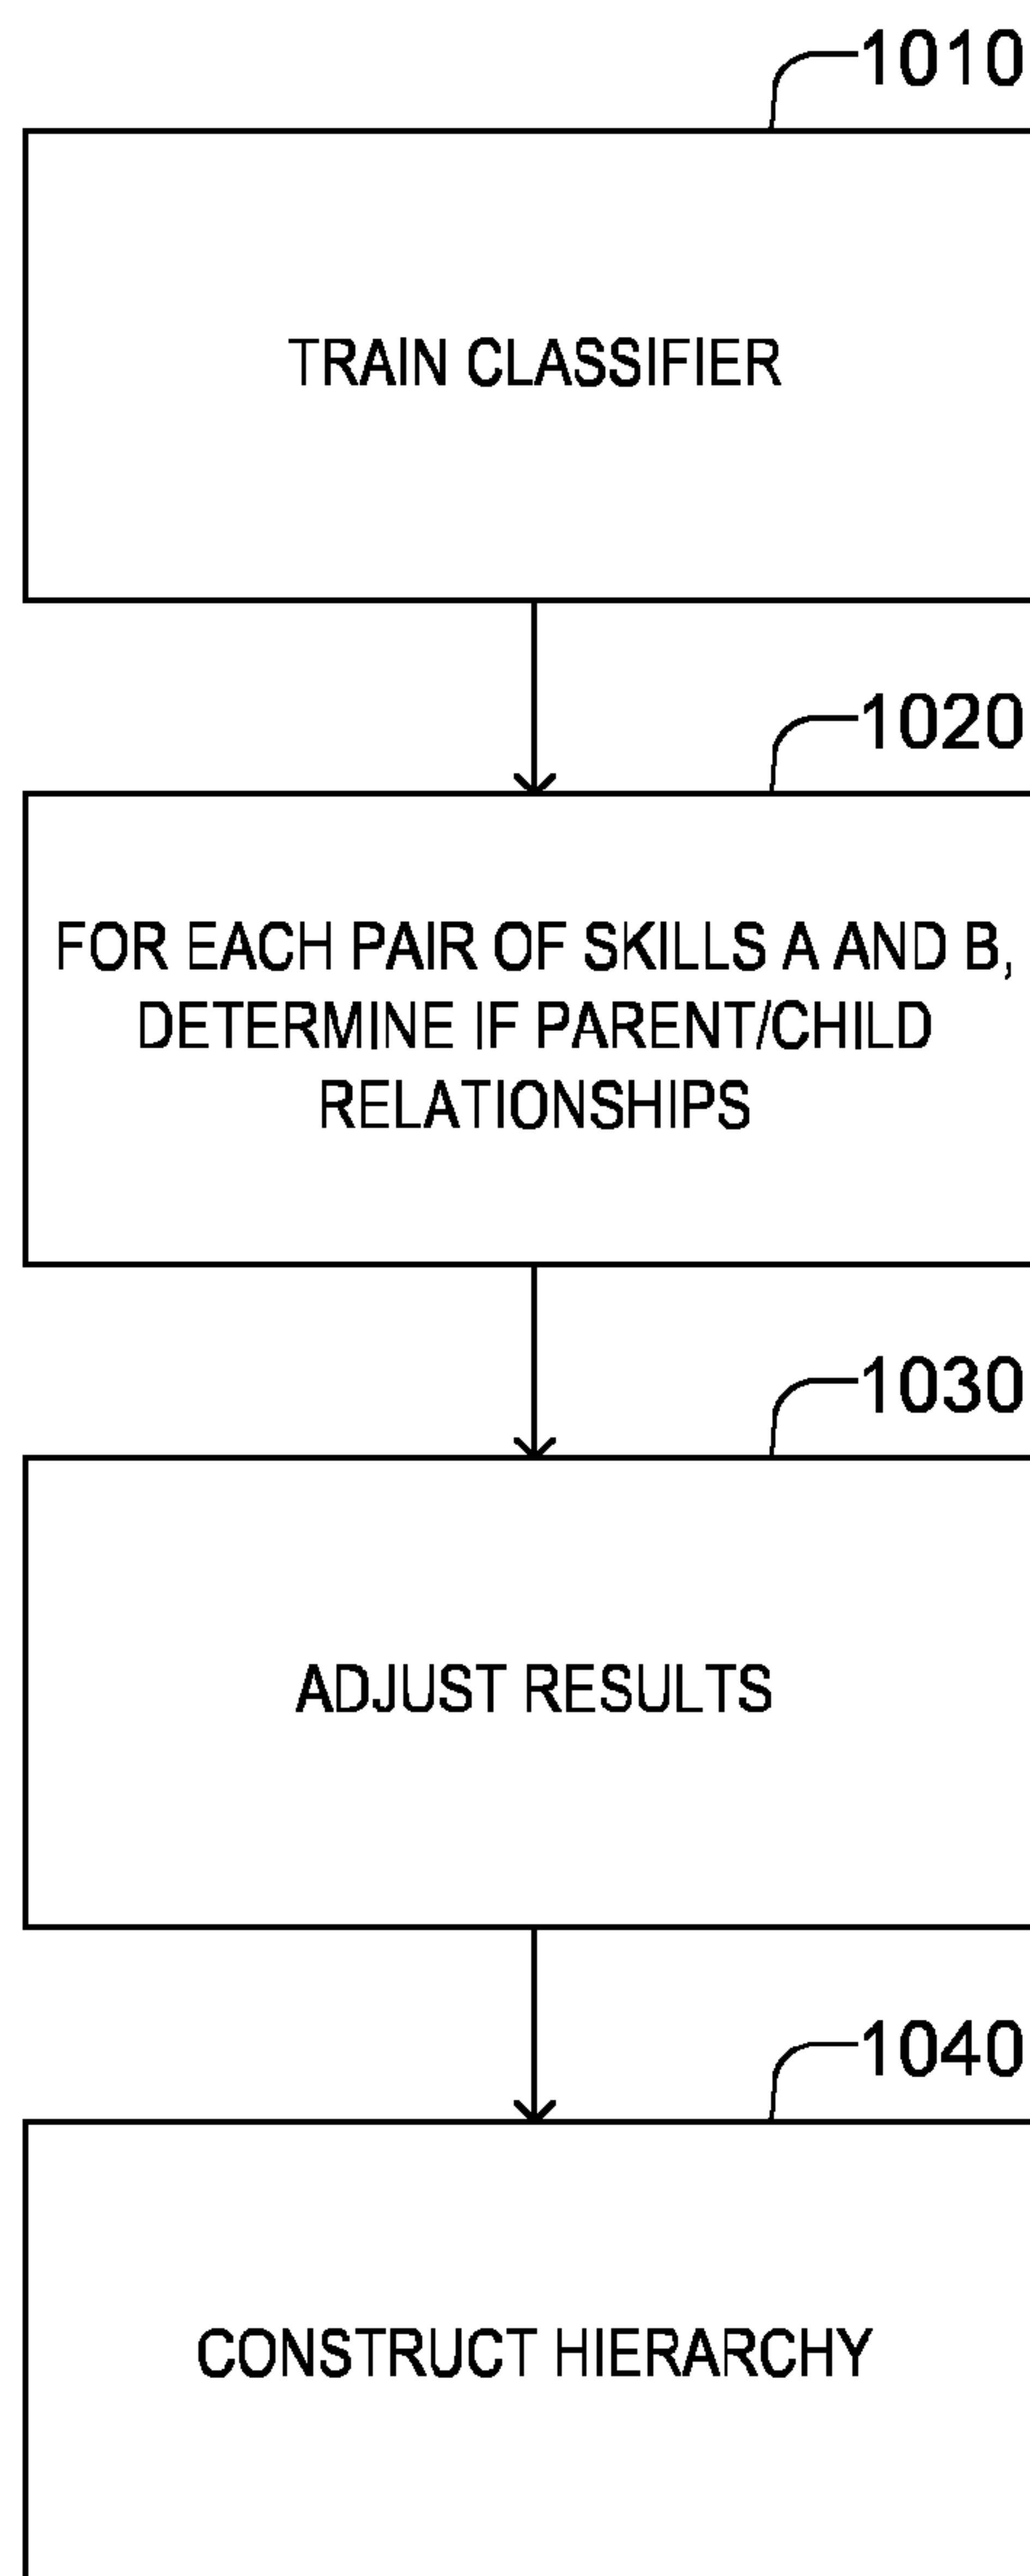 1010
TRAIN CLASSIFIER
1020
FOR EACH PAIR OF SKILLS A AND B,
DETERMINE IF PARENT/CHILD
RELATIONSHIPS
1030
ADJUST RESULTS
1040
CONSTRUCT HIERARCHY